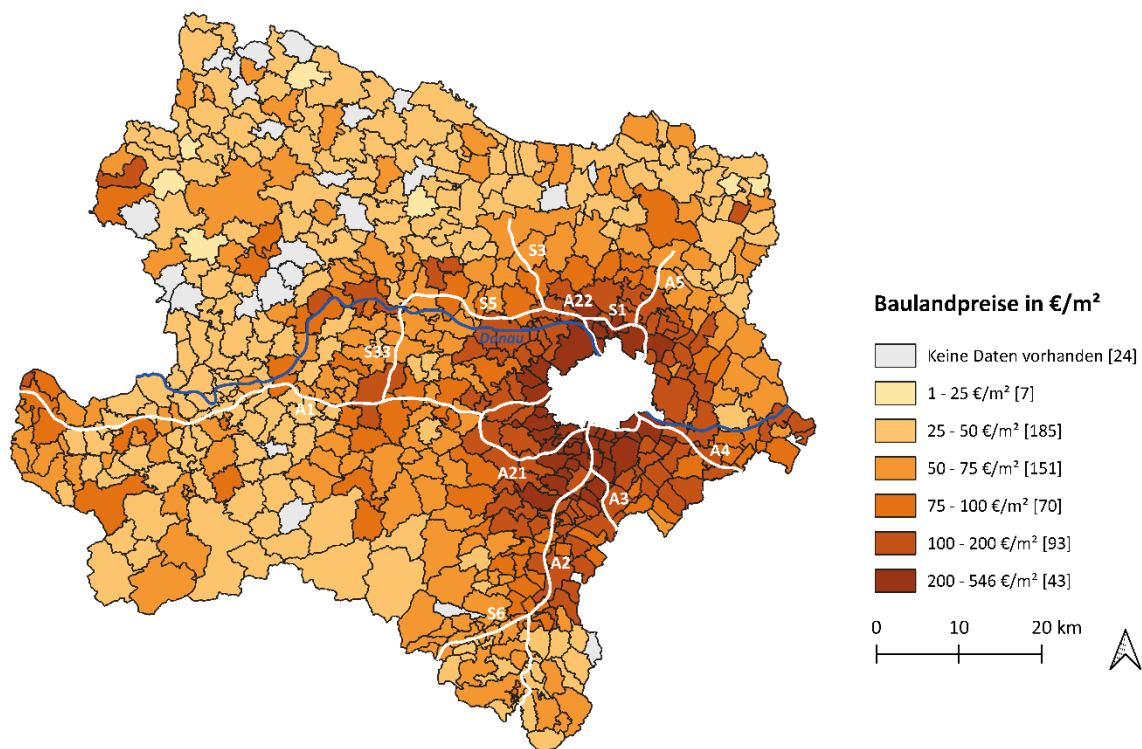 S3
A5
A22
S5
S1
Donau
S33
A1
A4
A21
A3
A2
S6
Baulandpreise in €/m²
Keine Daten vorhanden [24]
1 - 25 €/m² [7]
25 - 50 €/m² [185]
50 - 75 €/m² [151]
75 - 100 €/m² [70]
100 - 200 €/m² [93]
200 - 546 €/m² [43]
0 10 20 km